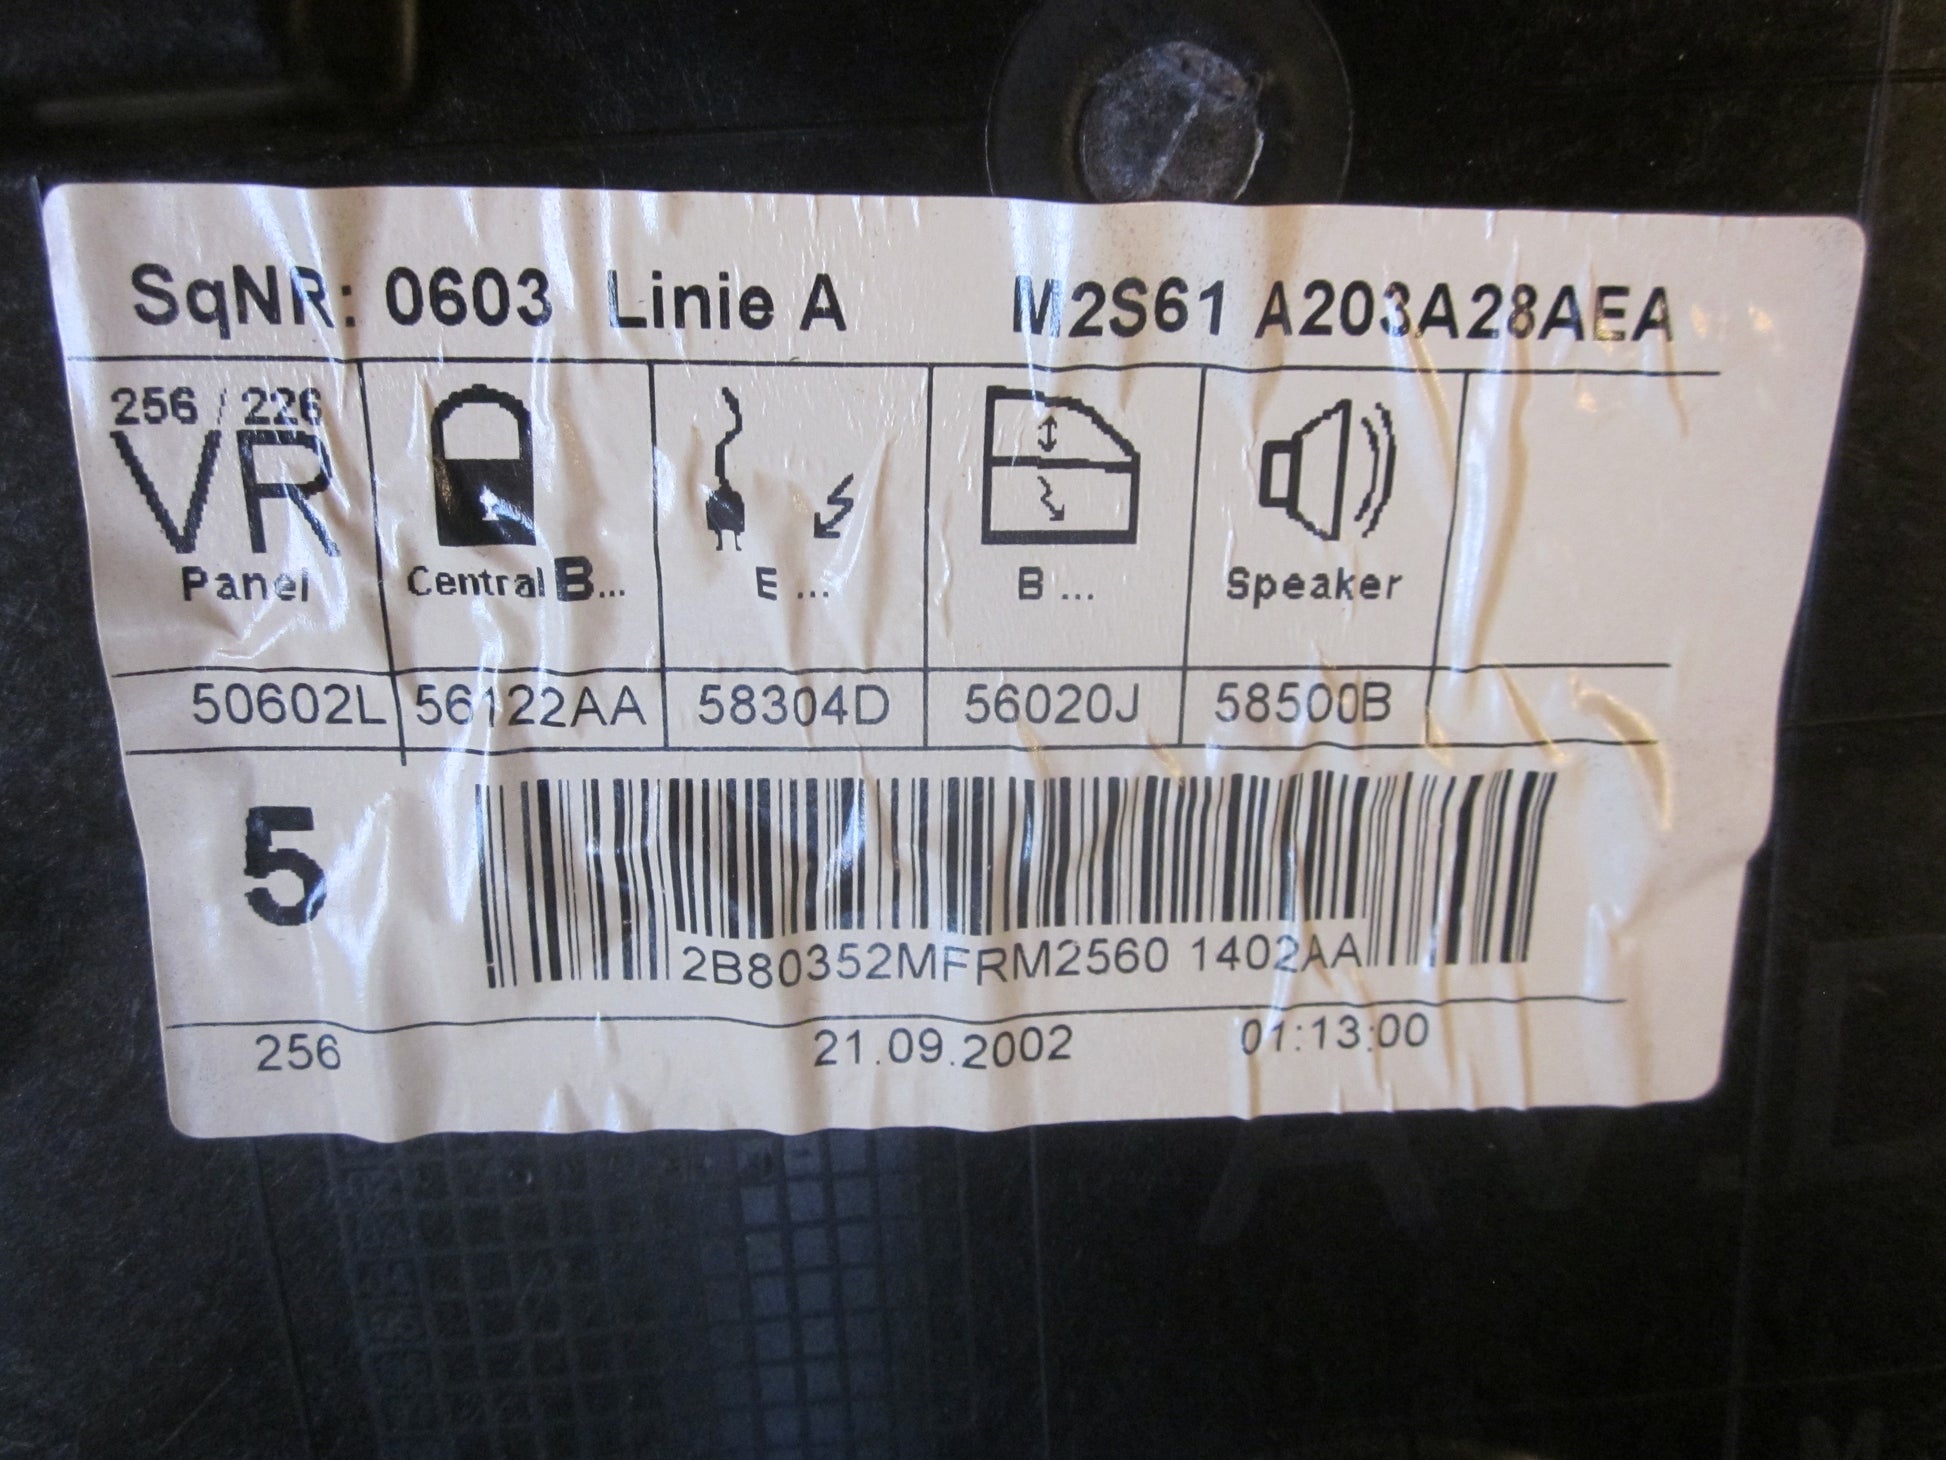 SqNR: 0603 Linie A M2S61 A203A28AEA
256 / 226
VR
Panel Central B... E ... B ... Speaker
50602L 56122AA 58304D 56020J 58500B
5
2B80352MFRM2560 1402AA
256 21.09.2002 01:13:00